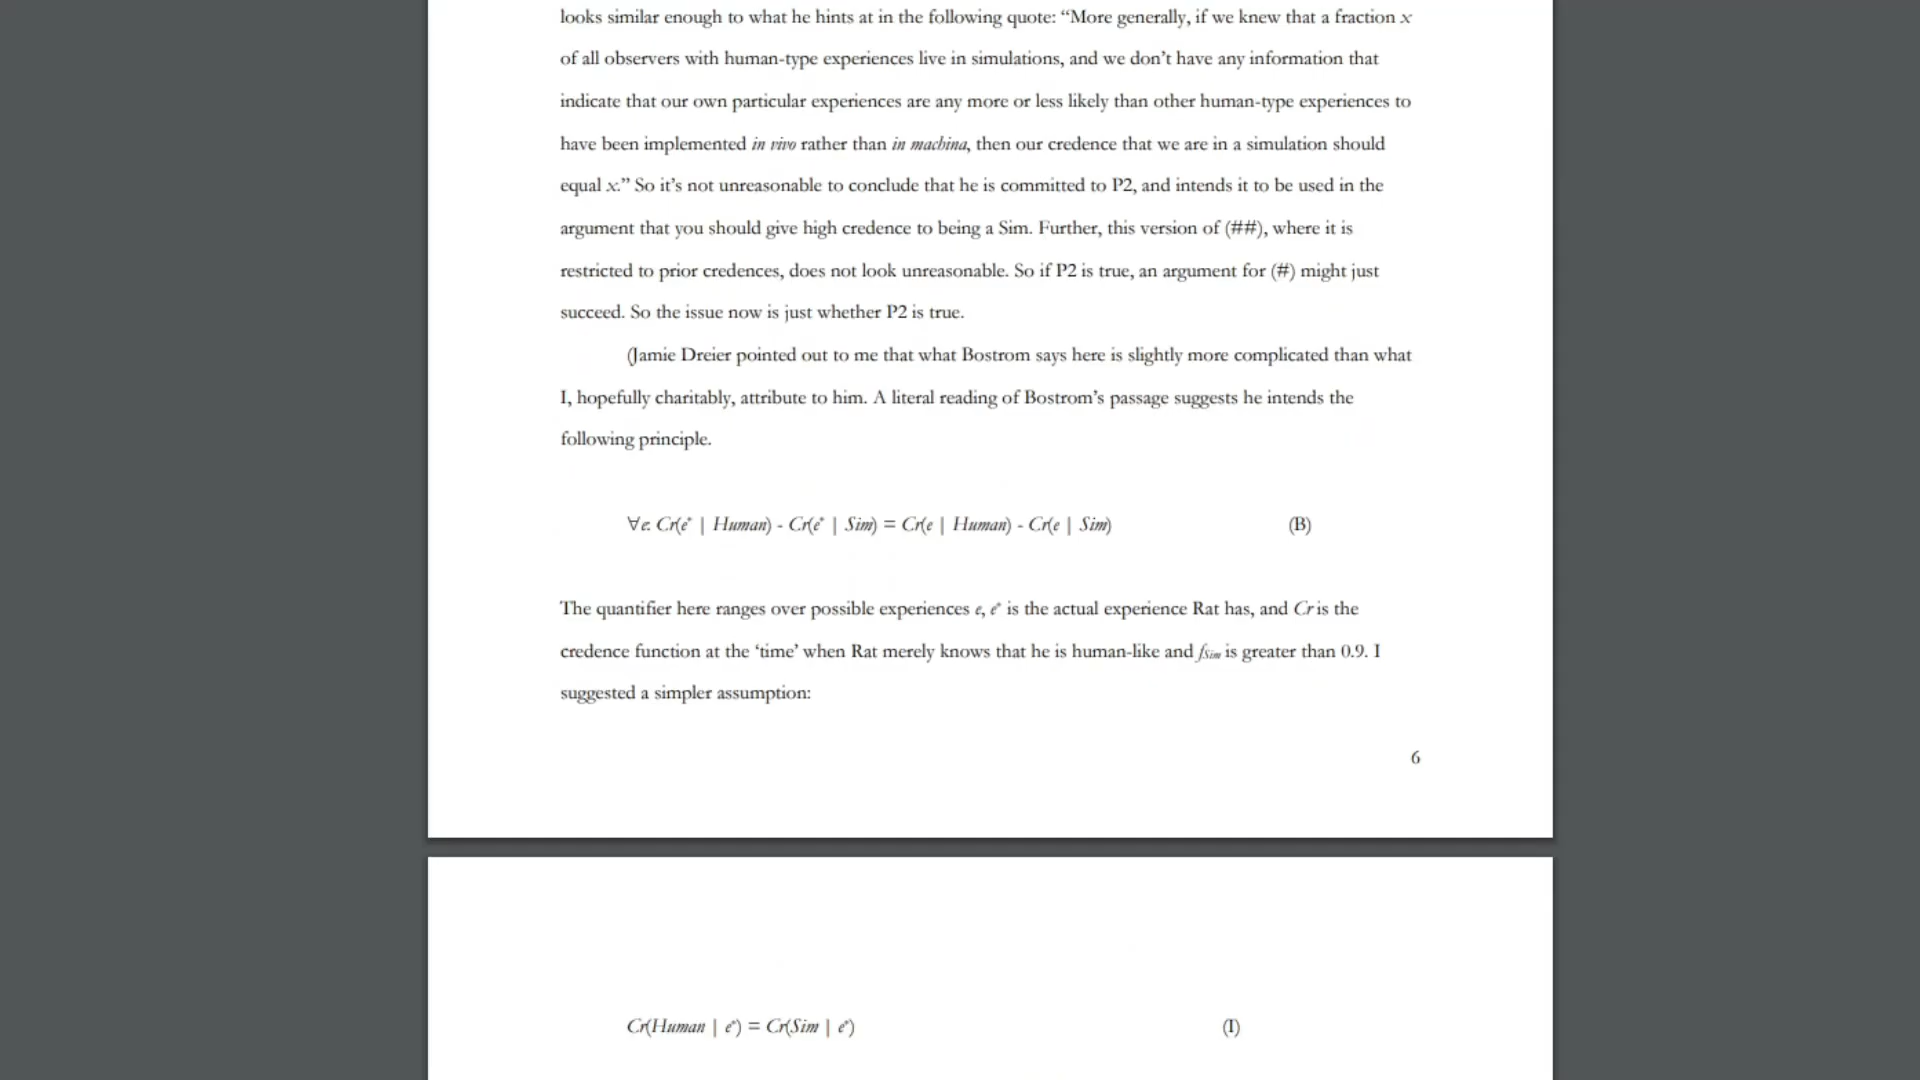 looks similar enough to what he hints at in the following quote: “More generally, if we knew that a fraction x
of all observers with human-type experiences live in simulations, and we don’t have any information that
indicate that our own particular experiences are any more or less likely than other human-type experiences to
have been implemented in vivo rather than in machina, then our credence that we are in a simulation should
equal x.” So it’s not unreasonable to conclude that he is committed to P2, and intends it to be used in the
argument that you should give high credence to being a Sim. Further, this version of (##), where it is
restricted to prior credences, does not look unreasonable. So if P2 is true, an argument for (#) might just
succeed. So the issue now is just whether P2 is true.
(Jamie Dreier pointed out to me that what Bostrom says here is slightly more complicated than what
I, hopefully charitably, attribute to him. A literal reading of Bostrom’s passage suggests he intends the
following principle.
∀e: Cr(e* | Human) - Cr(e* | Sim) = Cr(e | Human) - Cr(e | Sim) (B)
The quantifier here ranges over possible experiences e, e* is the actual experience Rat has, and Cr is the
credence function at the ‘time’ when Rat merely knows that he is human-like and fSim is greater than 0.9. I
suggested a simpler assumption:
6
Cr(Human | e*) = Cr(Sim | e*) (I)